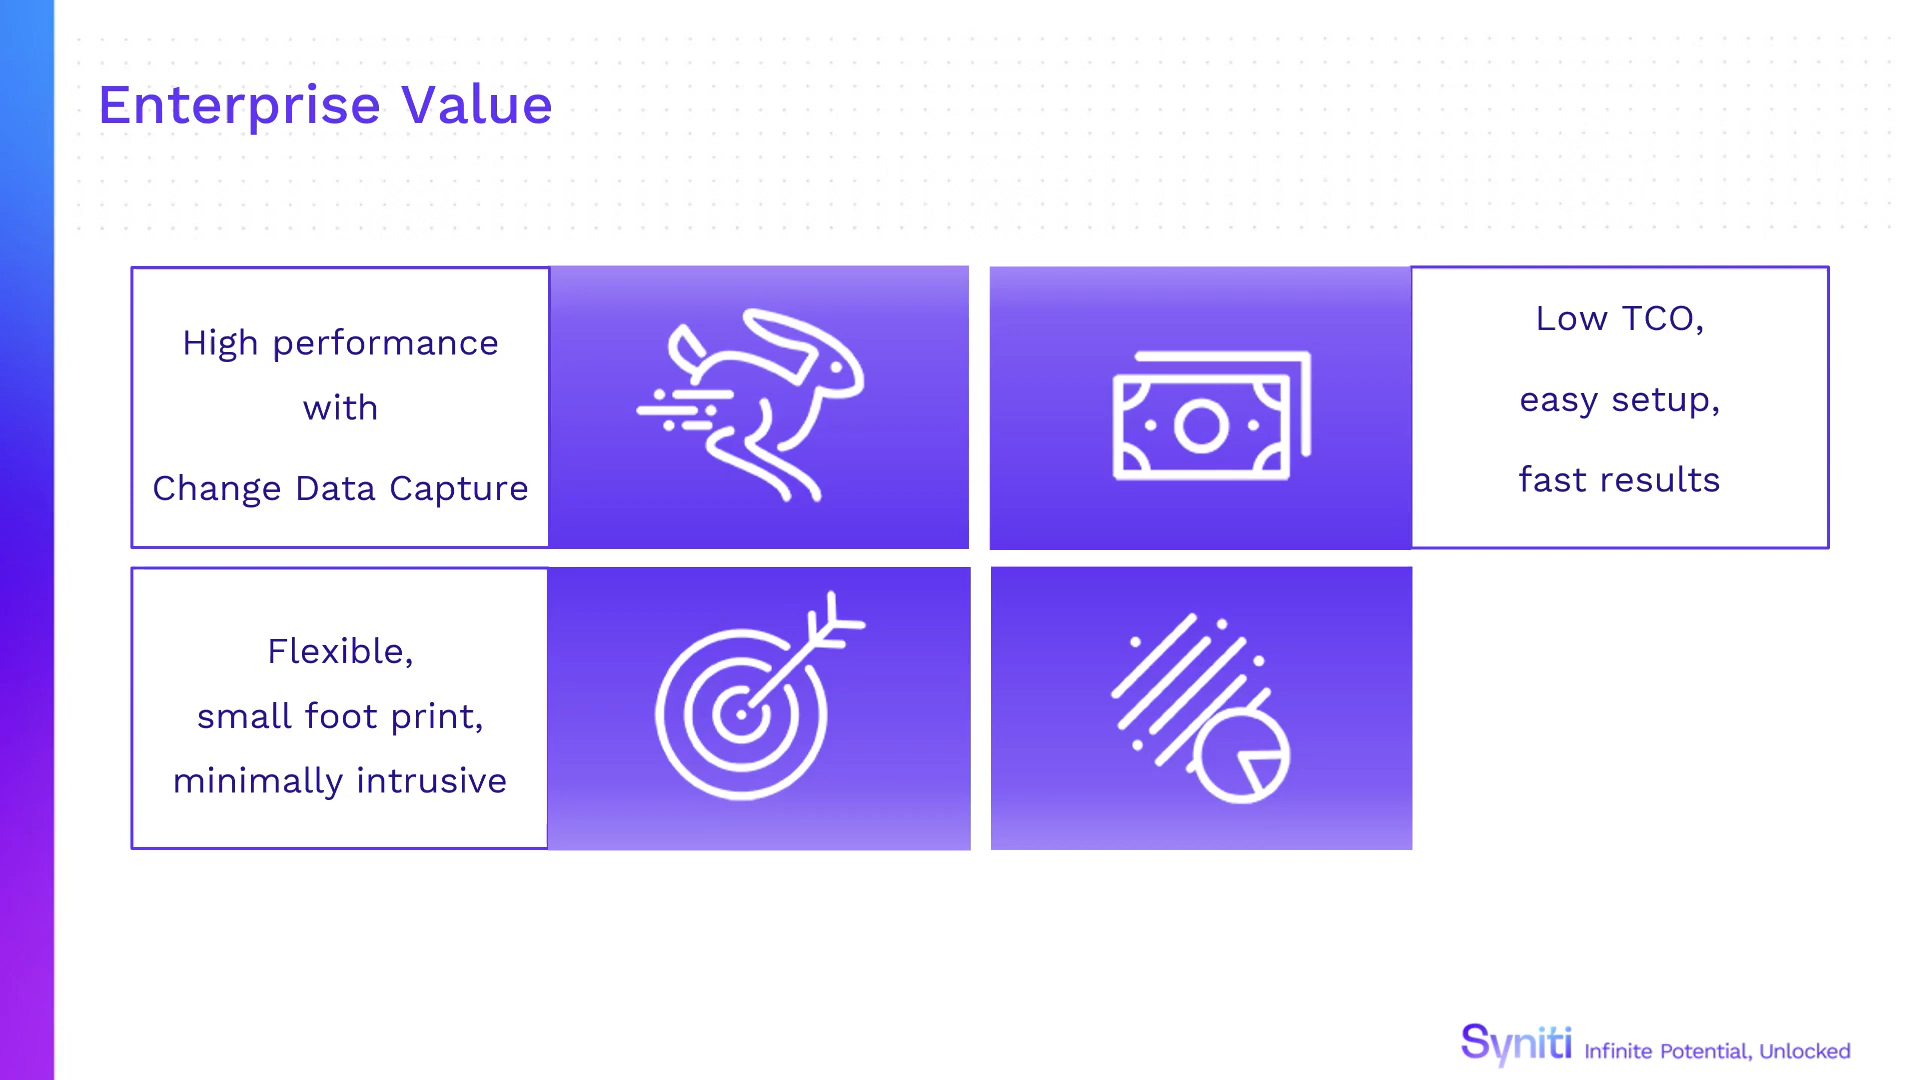 Enterprise Value
High performance
with
Change Data Capture
Low TCO,
easy setup,
fast results
Flexible,
small foot print,
minimally intrusive
Syniti Infinite Potential, Unlocked